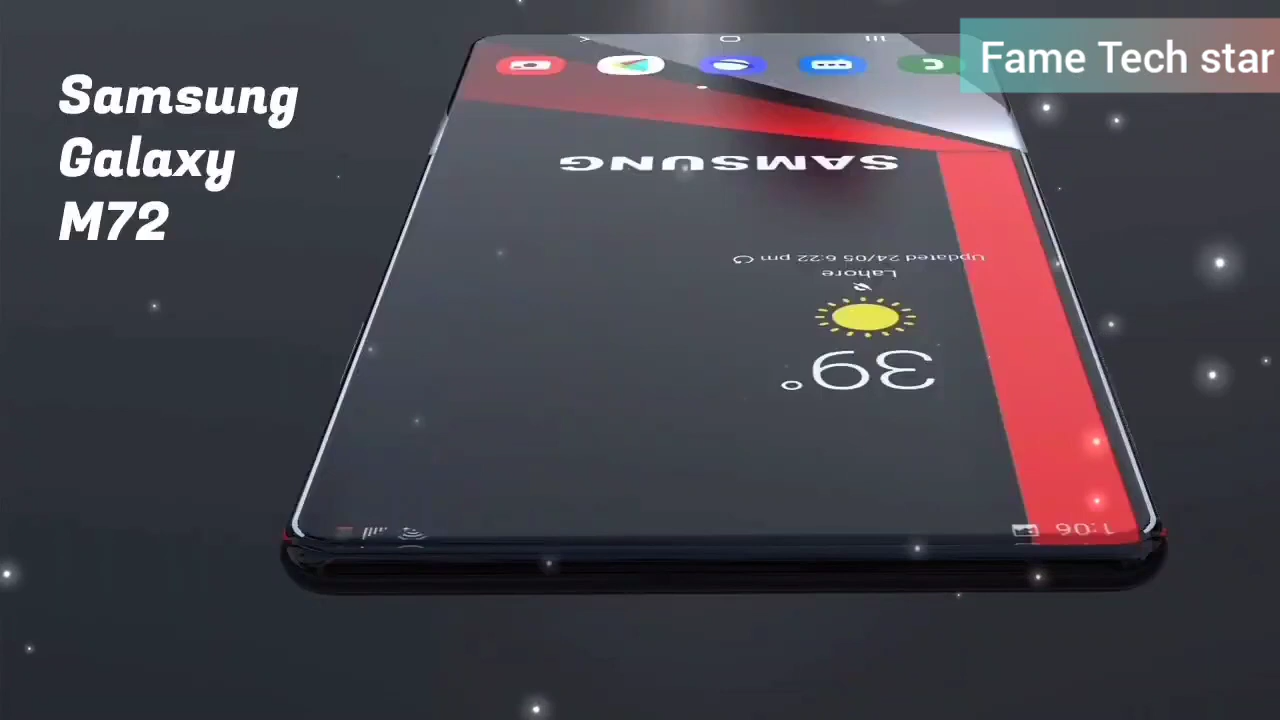 Fame Tech star
Samsung
Galaxy
M72
SAMSUNG
Updated 24/05 6:22 pm
Lahore
39°
1:06